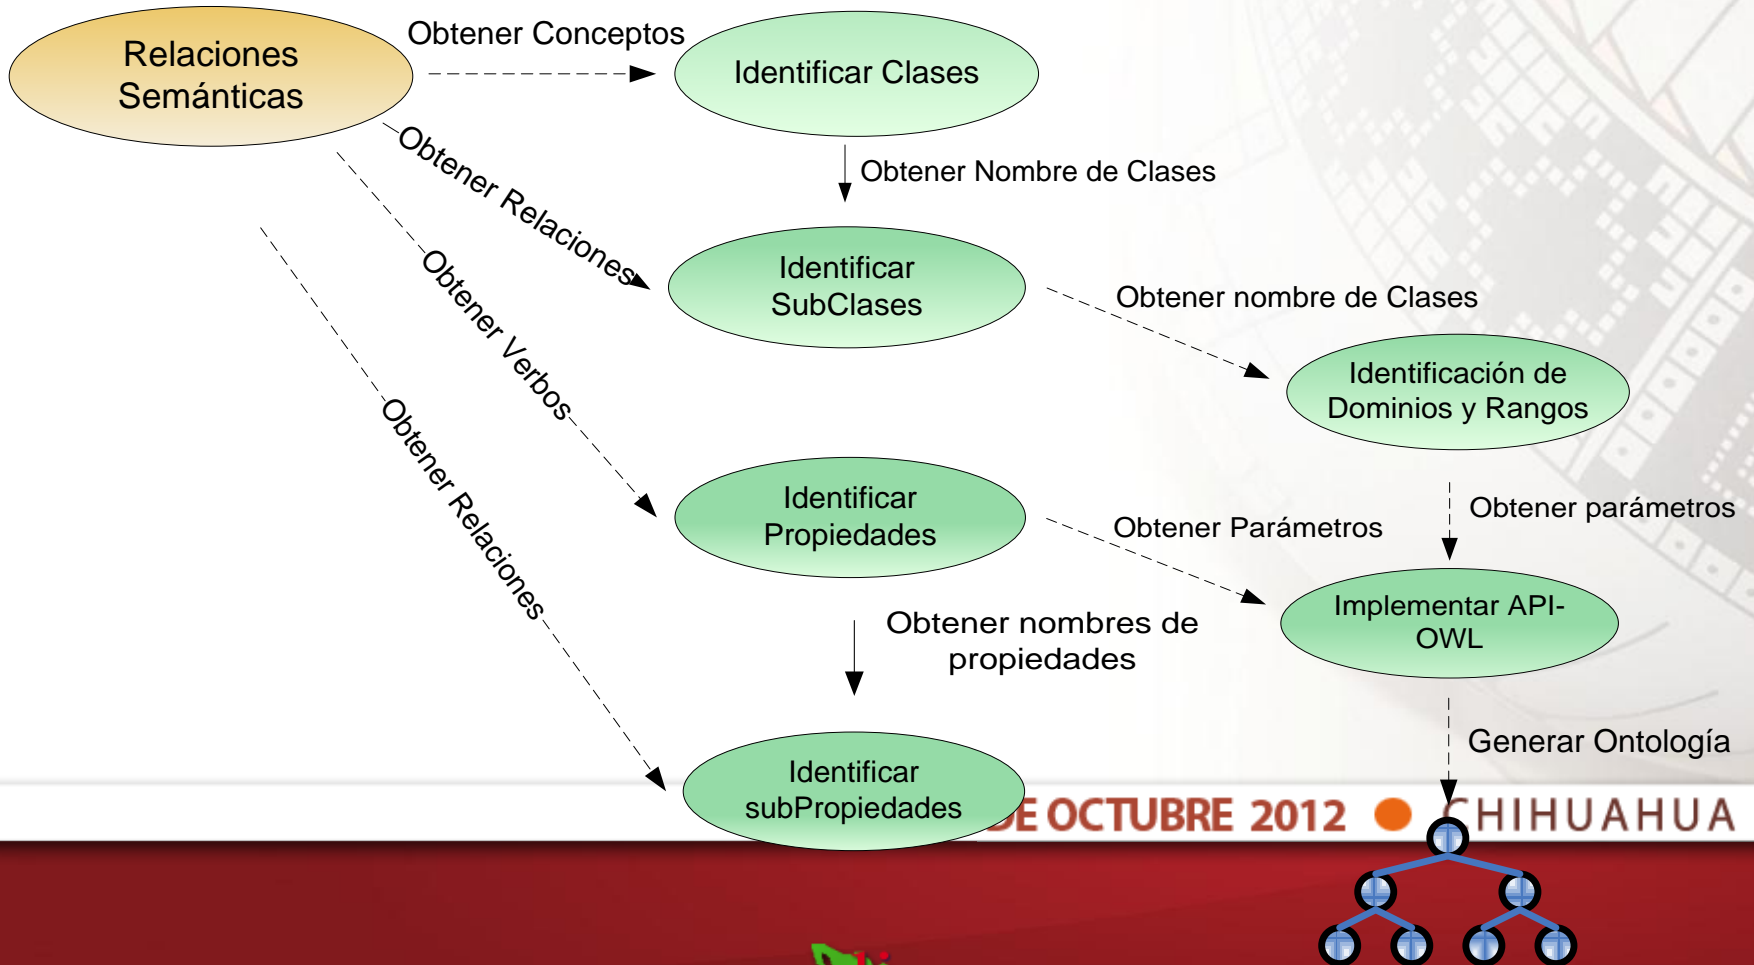 Relaciones
Semánticas
Obtener Conceptos
Identificar Clases
Obtener Relaciones
Obtener Nombre de Clases
Identificar
SubClases
Obtener nombre de Clases
Obtener Verbos
Identificación de
Dominios y Rangos
Obtener Relaciones
Identificar
Propiedades
Obtener Parámetros
Obtener parámetros
Implementar API-
OWL
Obtener nombres de
propiedades
Generar Ontología
Identificar
subPropiedades
DE OCTUBRE 2012 ● CHIHUAHUA